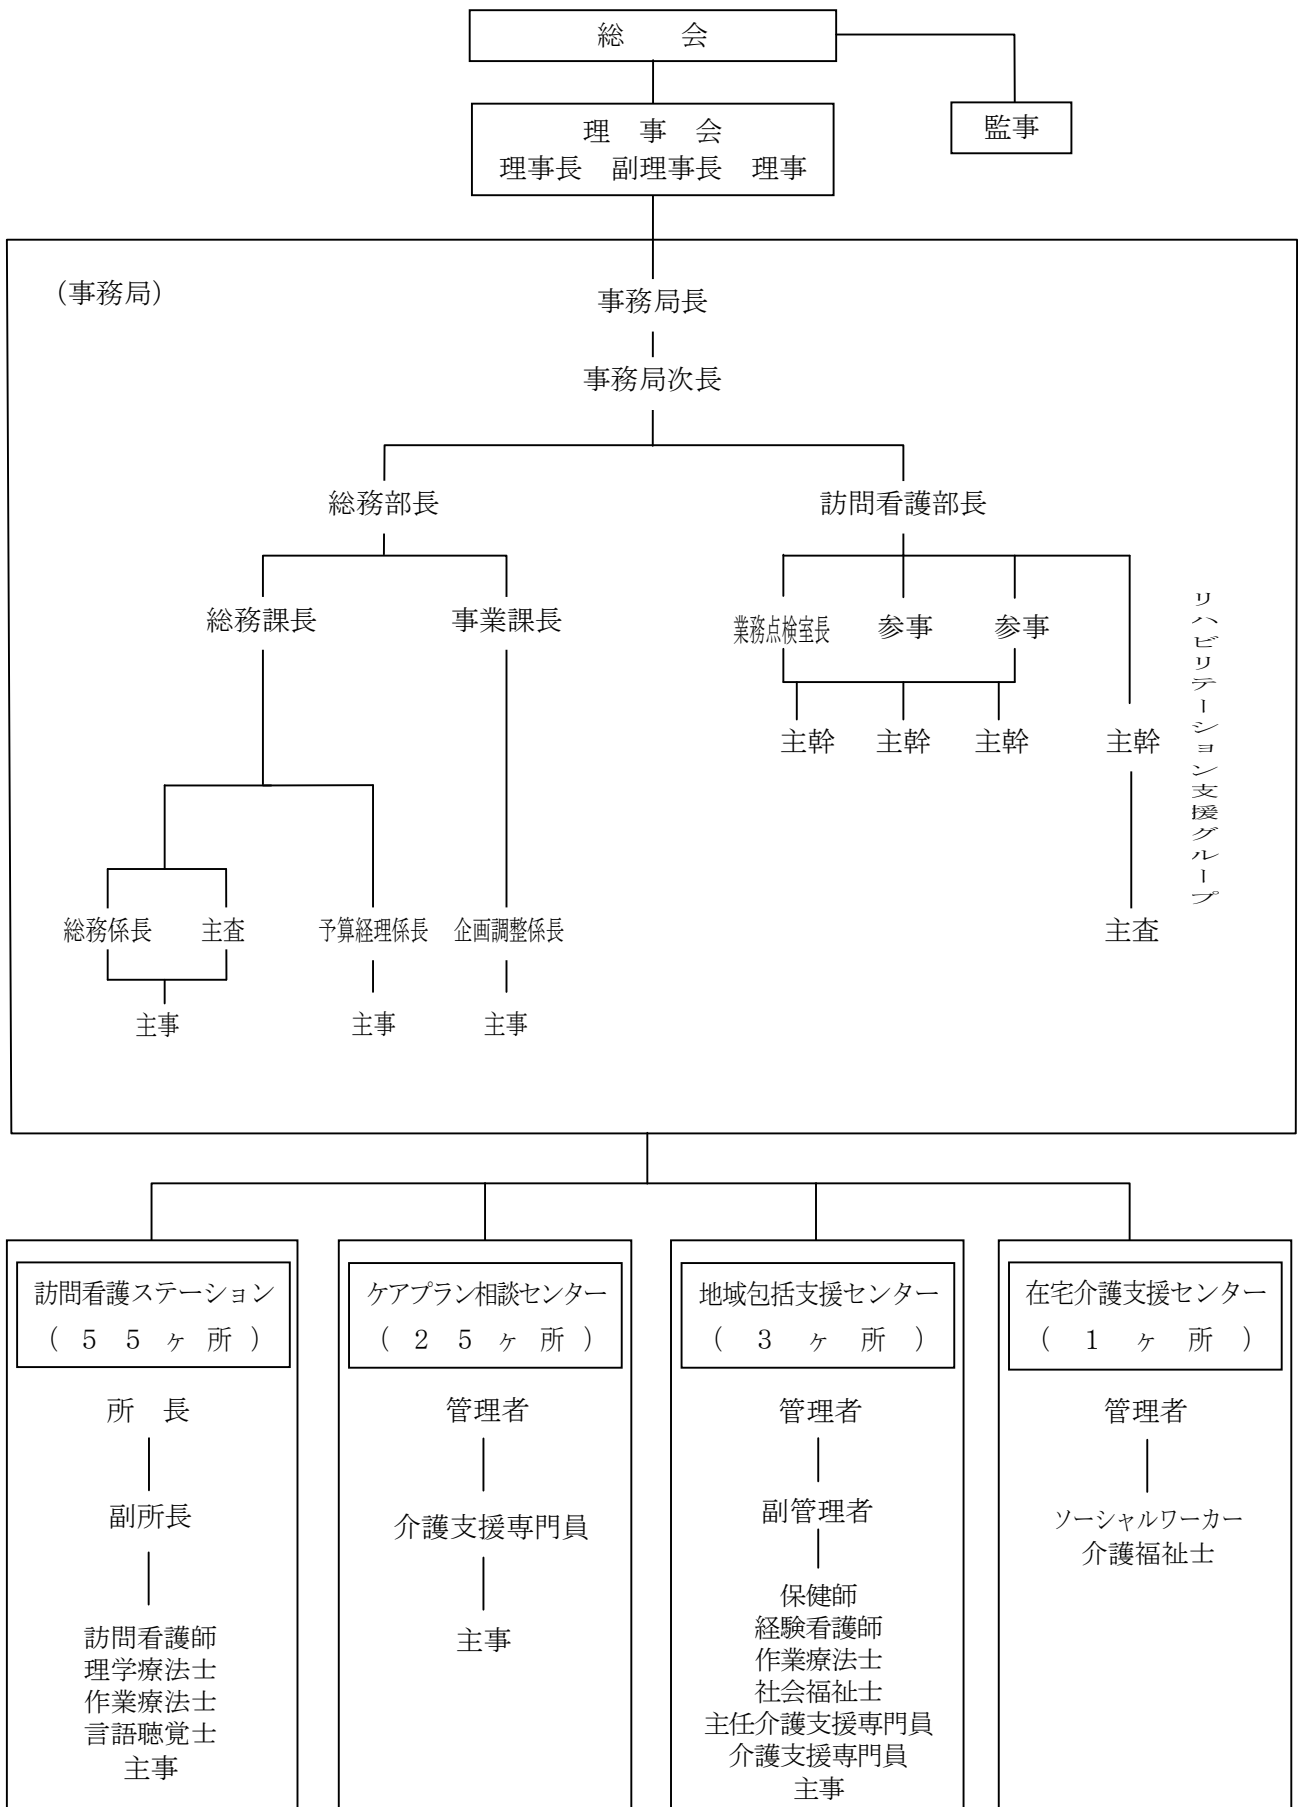 総　会
理　事　会
理事長　副理事長　理事
監事
（事務局）
事務局長
事務局次長
総務部長
訪問看護部長
総務課長
事業課長
業務点検室長
参事
参事
リハビリテーション支援グループ
主幹
主幹
主幹
主幹
総務係長
主査
予算経理係長
企画調整係長
主査
主事
主事
主事
訪問看護ステーション
（５５ヶ所）
所　長
副所長
訪問看護師
理学療法士
作業療法士
言語聴覚士
主事
ケアプラン相談センター
（２５ヶ所）
管理者
介護支援専門員
主事
地域包括支援センター
（３ヶ所）
管理者
副管理者
保健師
経験看護師
作業療法士
社会福祉士
主任介護支援専門員
介護支援専門員
主事
在宅介護支援センター
（１ヶ所）
管理者
ソーシャルワーカー
介護福祉士